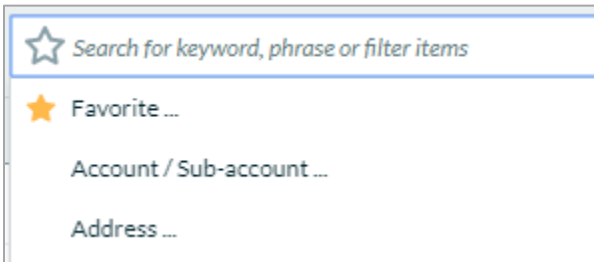 Search for keyword, phrase or filter items
Favorite ...
Account / Sub-account ...
Address ...